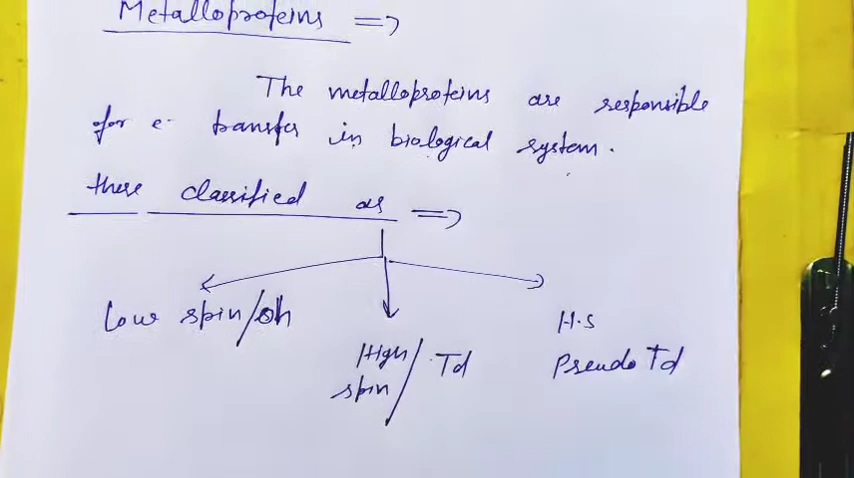 Metalloproteins =>
The metalloproteins are responsible
for e- transfer in biological system.
these classified as =>
Low spin/oh
High spin/Td
H.S
Pseudo Td